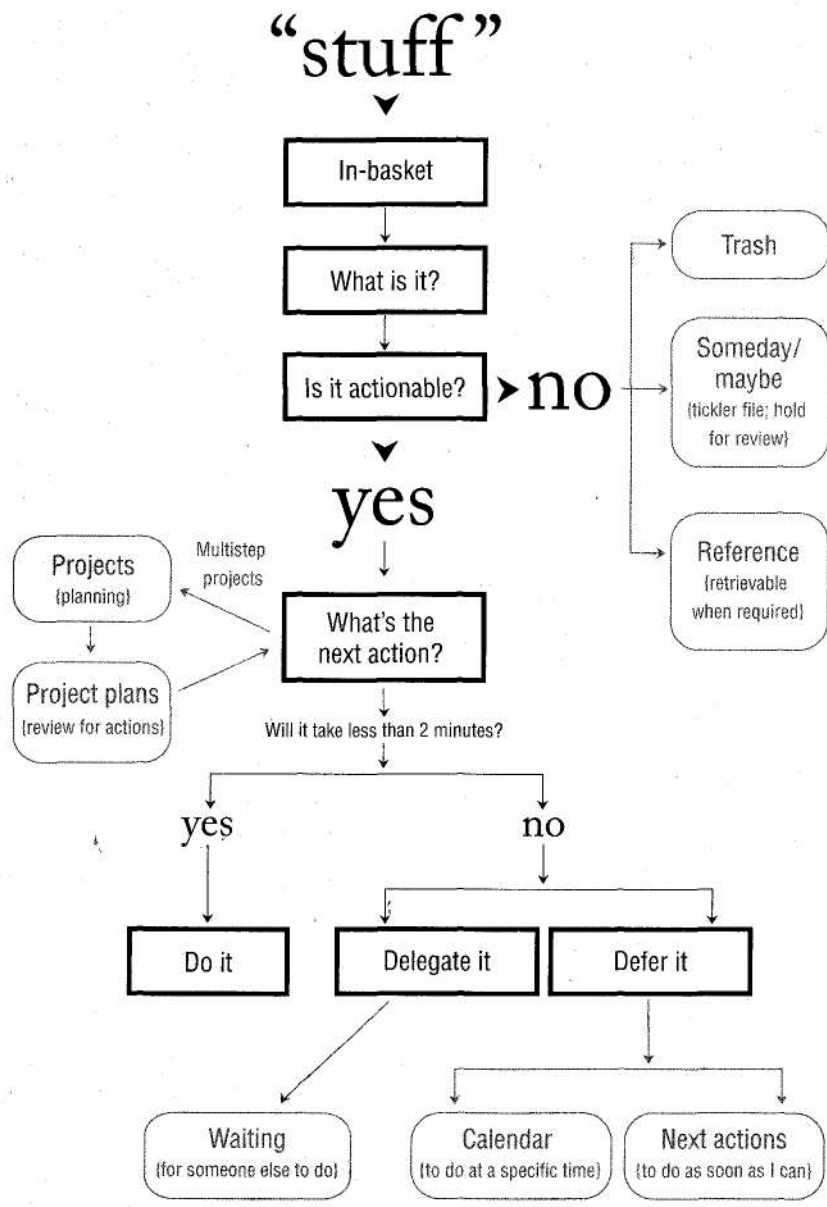 “stuff”
In-basket
What is it?
Is it actionable?
no
Trash
Someday/
maybe
(tickler file; hold
for review)
Reference
(retrievable
when required)
yes
Multistep
projects
Projects
(planning)
Project plans
(review for actions)
What's the
next action?
Will it take less than 2 minutes?
yes
no
Do it
Delegate it
Defer it
Waiting
(for someone else to do)
Calendar
(to do at a specific time)
Next actions
(to do as soon as I can)